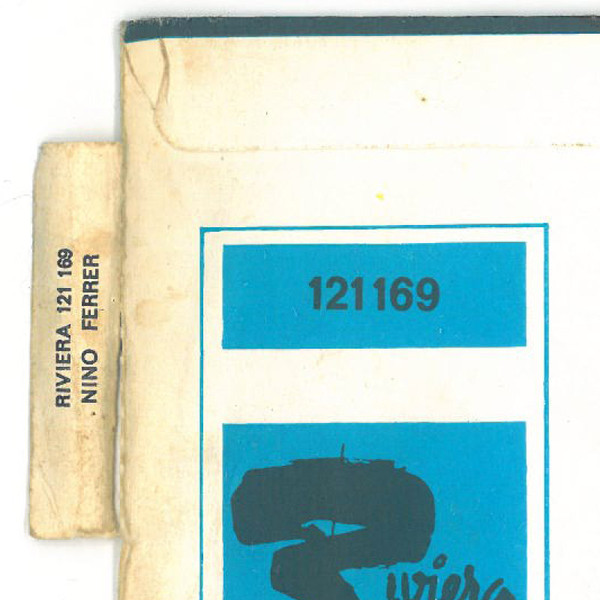 RIVIERA 121 169
. NINO FERRER
121169
Riviera